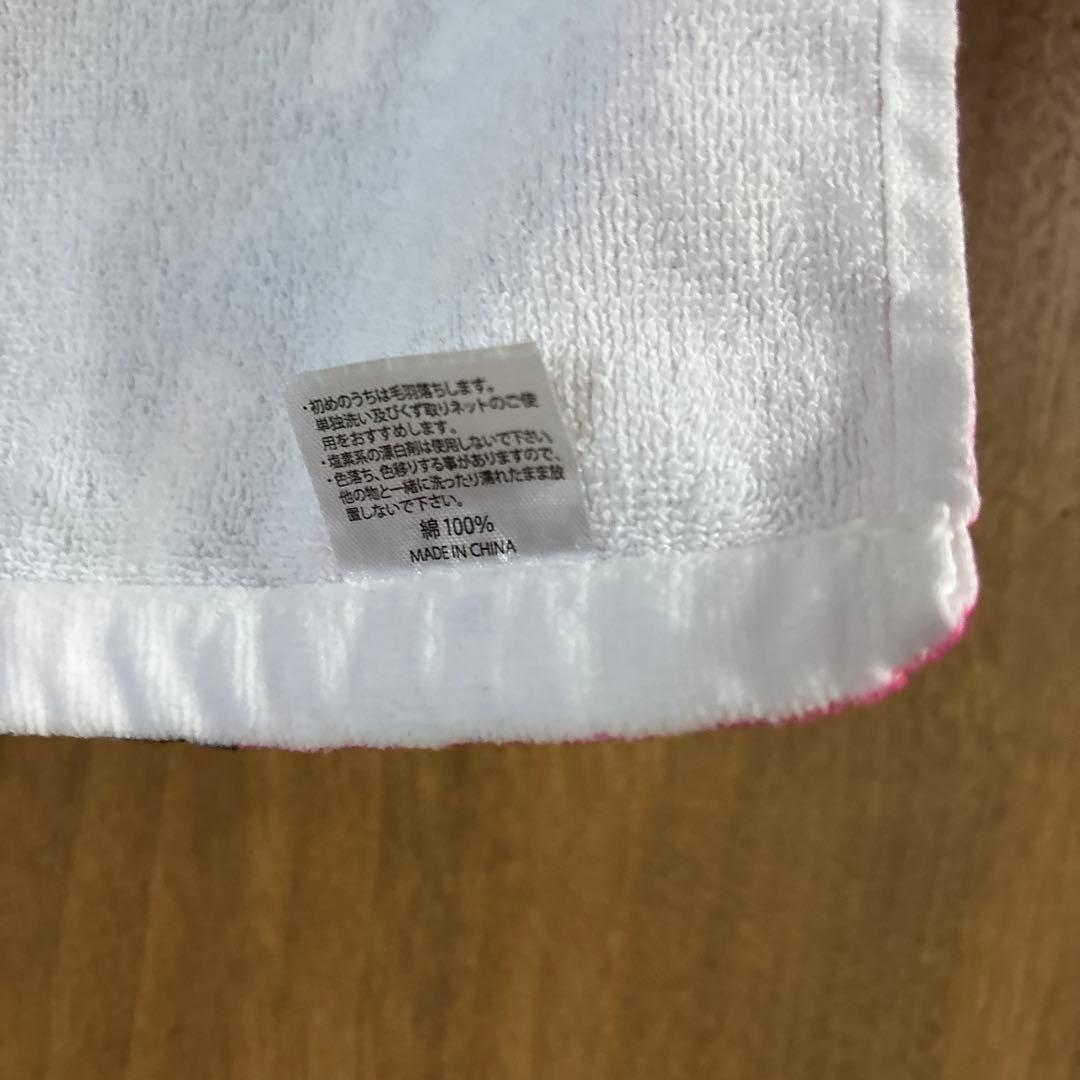 ・初めのうちは毛羽落ちします。
単独洗い及びくず取りネットのご使
用をおすすめします。
・塩素系の漂白剤は使用しないで下さい。
・色落ち、色移りする事がありますので、
他の物と一緒に洗ったり濡れたまま放
置しないで下さい。
綿100%
MADE IN CHINA